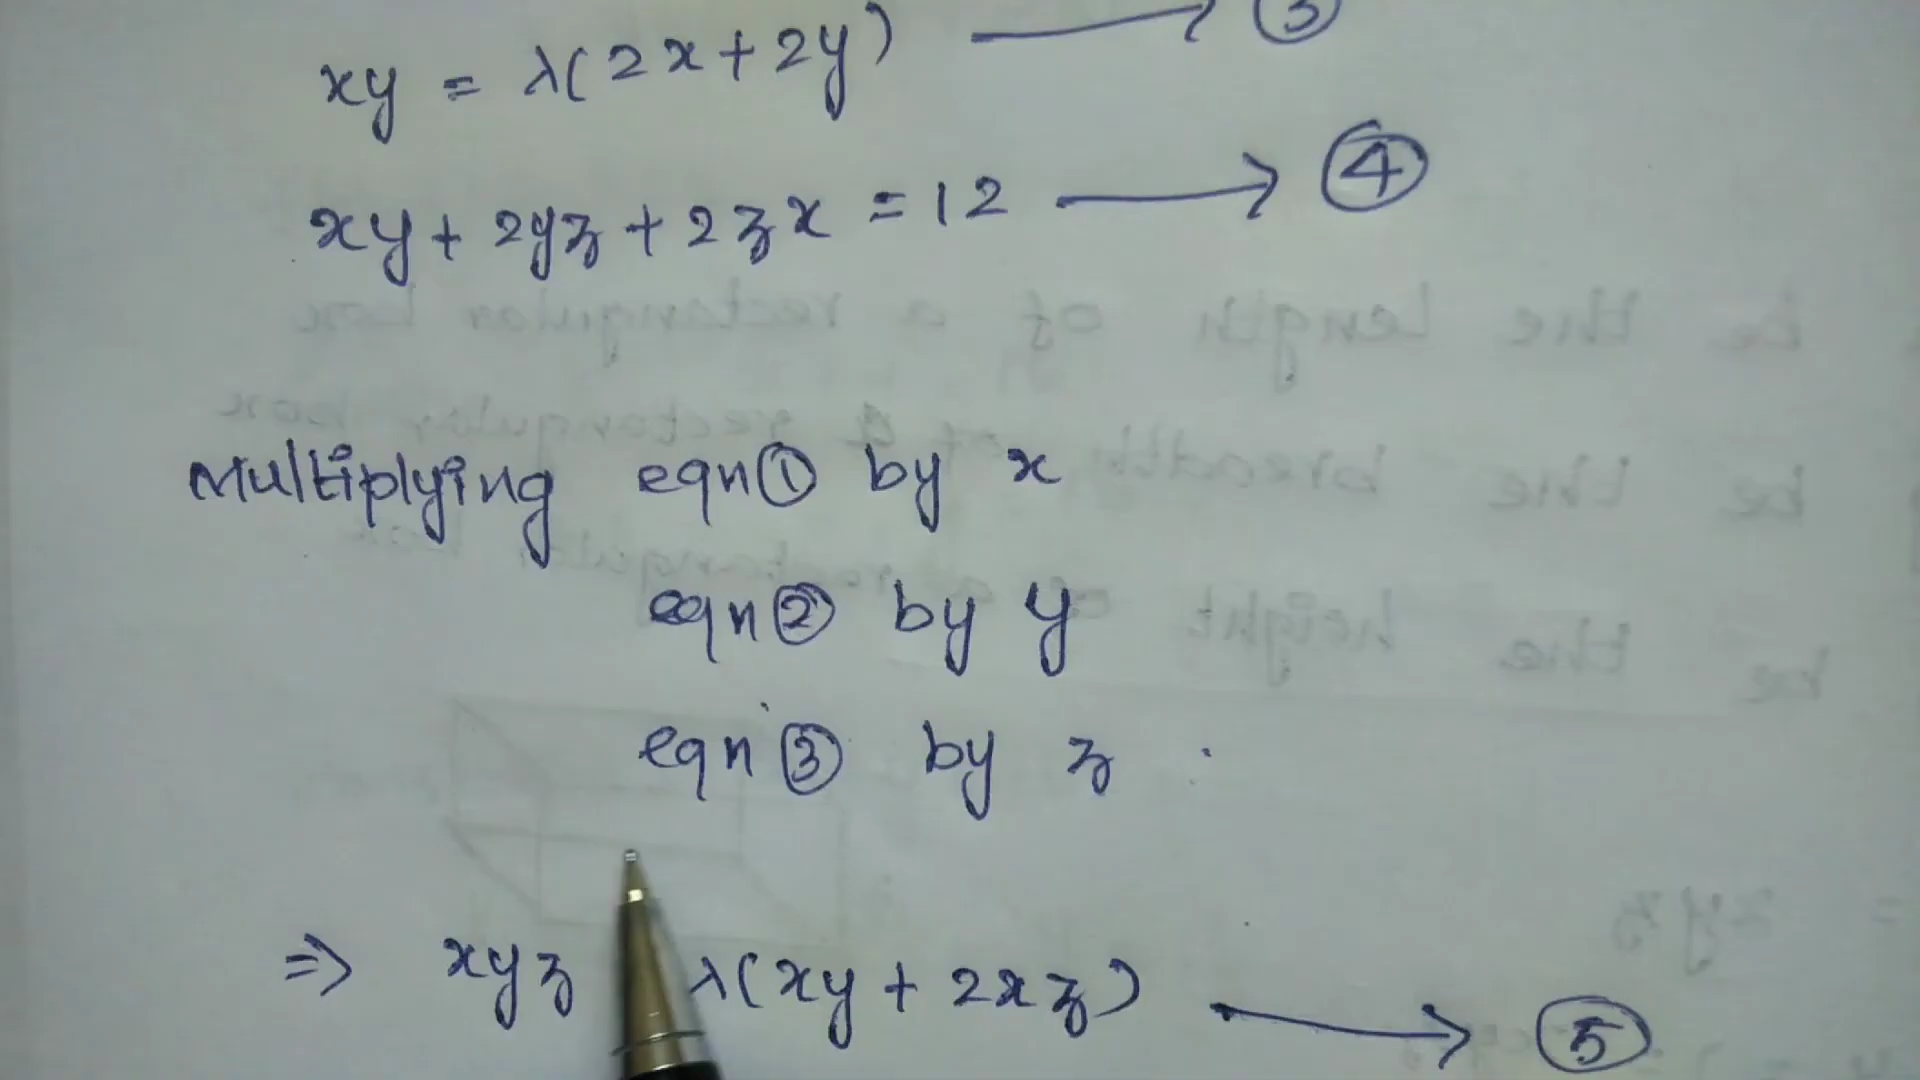 xy = λ(2x+2y) ⟶ ③
xy + 2yz + 2zx = 12 ⟶ ④
Multiplying eqn① by x
eqn② by y
eqn③ by z
⇒ xyz λ(xy + 2xz) ⟶ ⑤